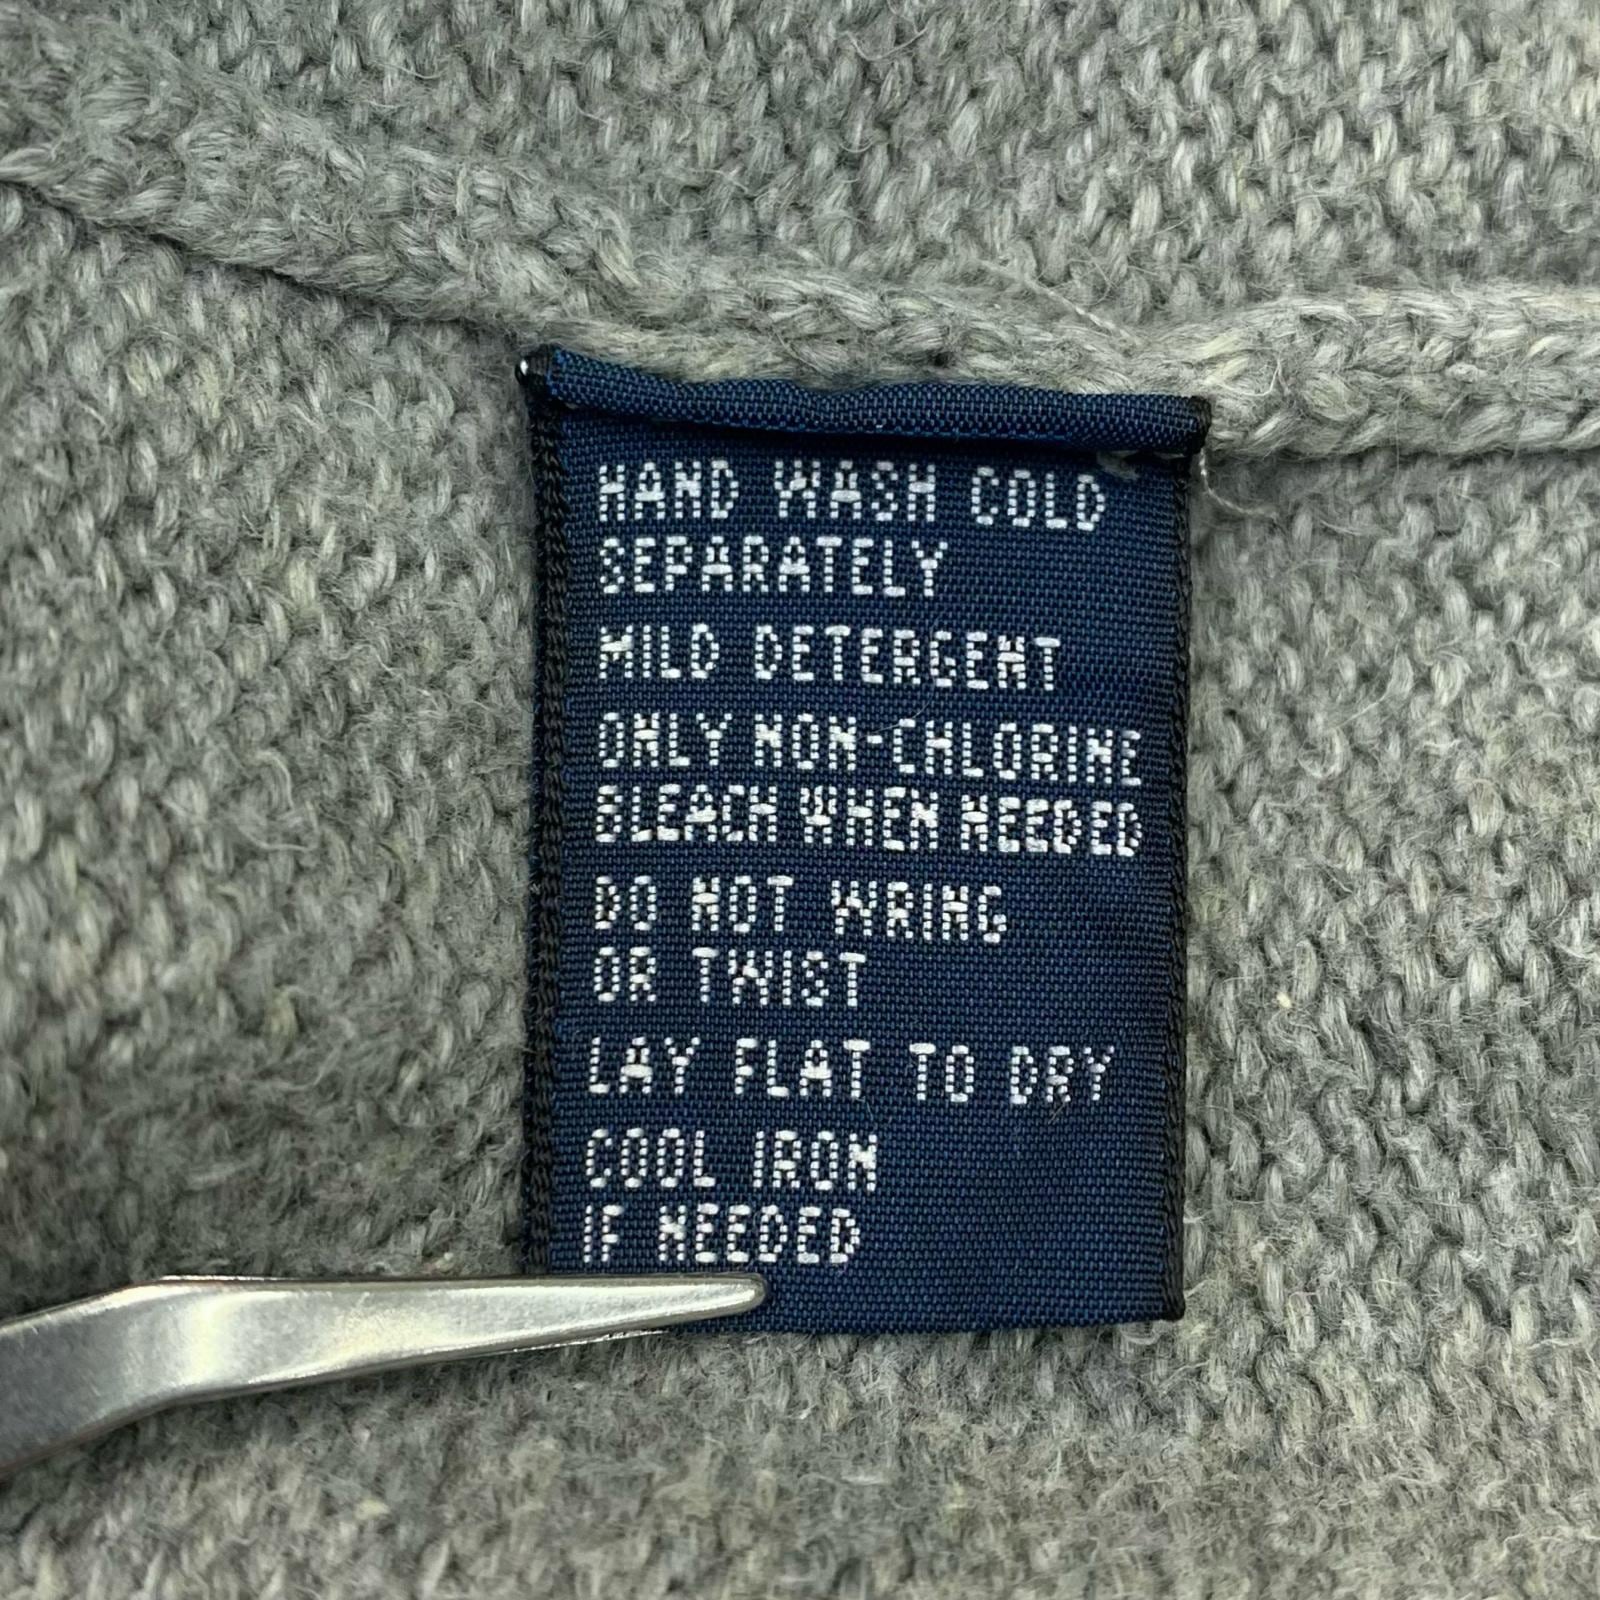 HAND WASH COLD
SEPARATELY
MILD DETERGENT
ONLY NON-CHLORINE
BLEACH WHEN NEEDED
DO NOT WRING
OR TWIST
LAY FLAT TO DRY
COOL IRON
IF NEEDED